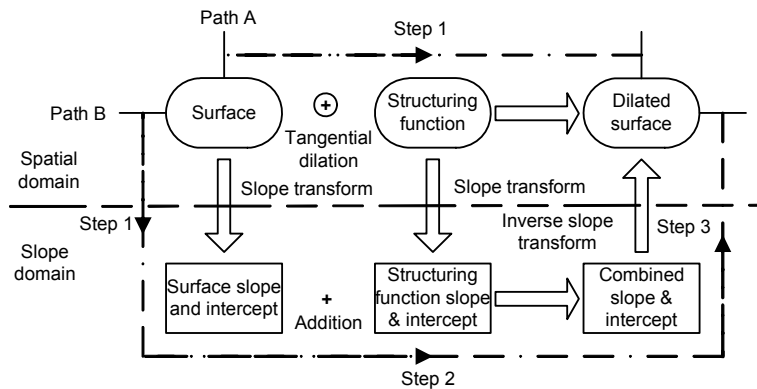 Path A
Step 1
Path B
Surface
+
Tangential
dilation
Structuring
function
Dilated
surface
Spatial
domain
Slope transform
Slope transform
Step 1
Inverse slope
transform
Step 3
Slope
domain
Surface slope
and intercept
+
Addition
Structuring
function slope
& intercept
Combined
slope &
intercept
Step 2